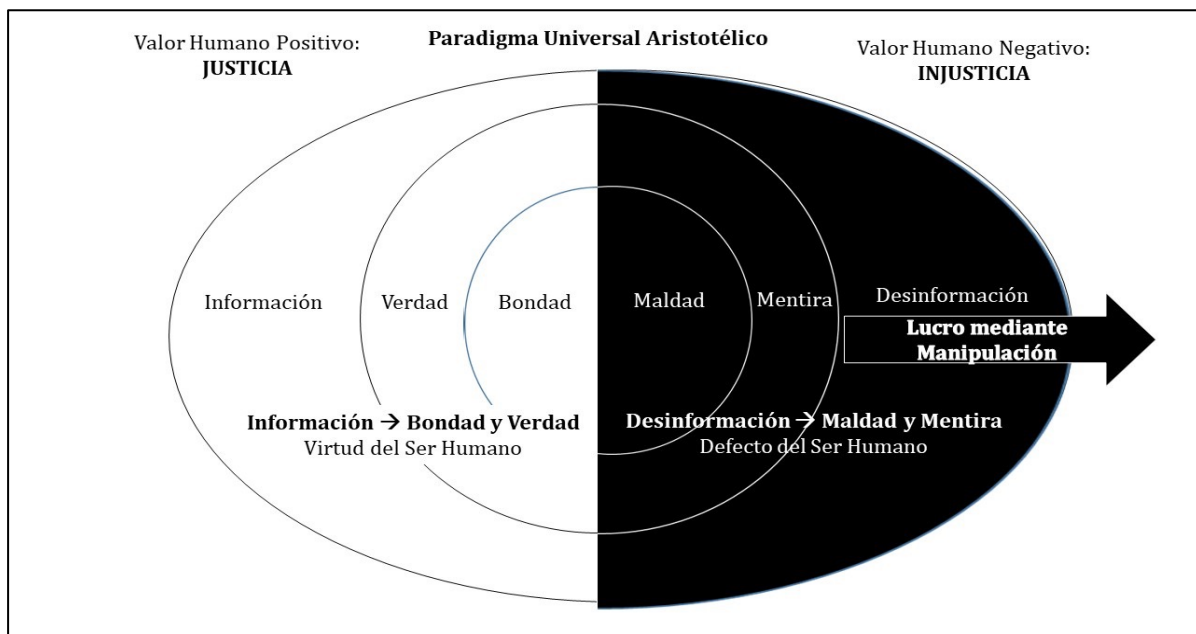 Valor Humano Positivo:
JUSTICIA
Paradigma Universal Aristotélico
Valor Humano Negativo:
INJUSTICIA
Información
Verdad
Bondad
Maldad
Mentira
Desinformación
Lucro mediante
Manipulación
Información → Bondad y Verdad
Virtud del Ser Humano
Desinformación → Maldad y Mentira
Defecto del Ser Humano